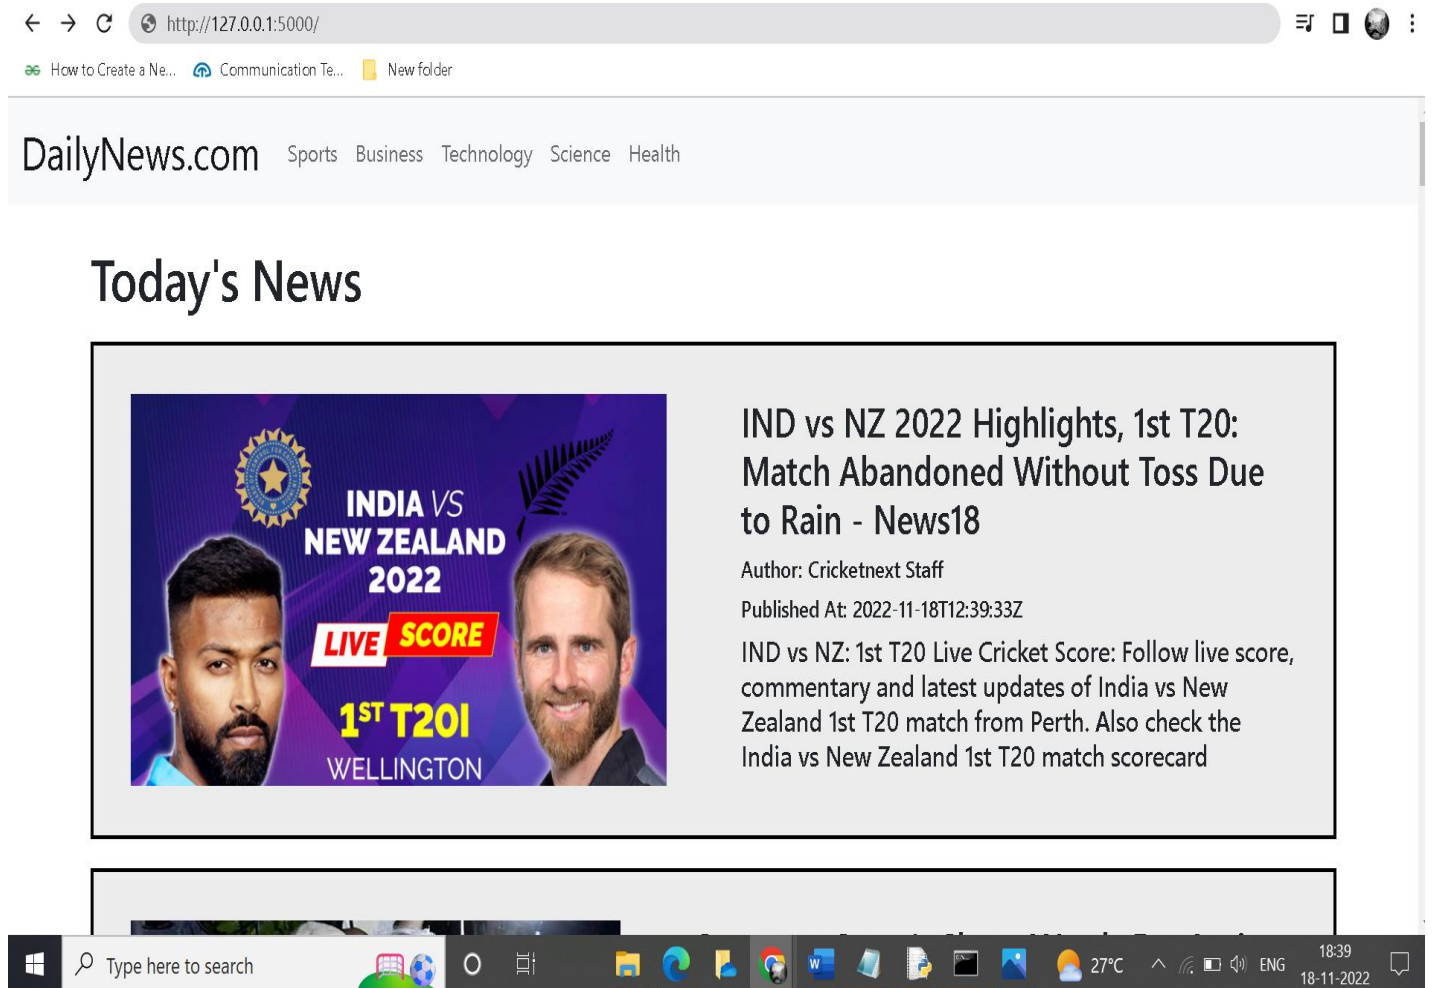 http://127.0.0.1:5000/
How to Create a Ne... Communication Te... New folder
DailyNews.com Sports Business Technology Science Health
Today's News
INDIA VS
NEW ZEALAND
2022
LIVE SCORE
1ST T20I
WELLINGTON
IND vs NZ 2022 Highlights, 1st T20:
Match Abandoned Without Toss Due
to Rain - News18
Author: Cricketnext Staff
Published At: 2022-11-18T12:39:33Z
IND vs NZ: 1st T20 Live Cricket Score: Follow live score,
commentary and latest updates of India vs New
Zealand 1st T20 match from Perth. Also check the
India vs New Zealand 1st T20 match scorecard
Type here to search
27°C
ENG
18:39
18-11-2022